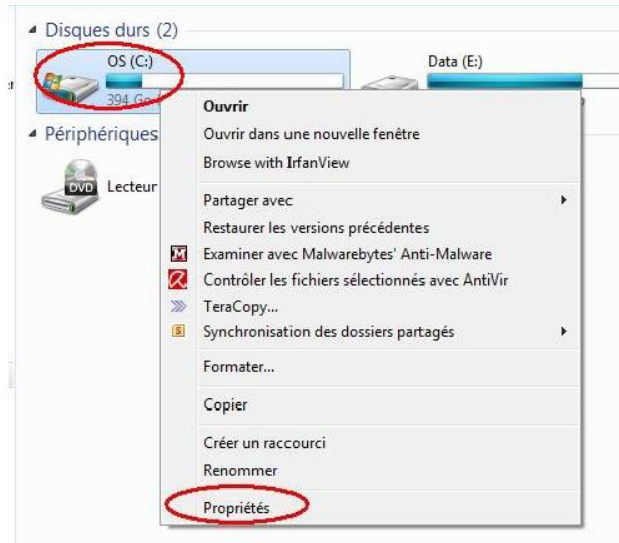 Disques durs (2)
OS (C:)
Data (E:)
394 Go
Périphériques
Lecteur
DVD
Ouvrir
Ouvrir dans une nouvelle fenêtre
Browse with IrfanView
Partager avec
Restaurer les versions précédentes
Examiner avec Malwarebytes' Anti-Malware
Contrôler les fichiers sélectionnés avec AntiVir
TeraCopy...
Synchronisation des dossiers partagés
Formater...
Copier
Créer un raccourci
Renommer
Propriétés